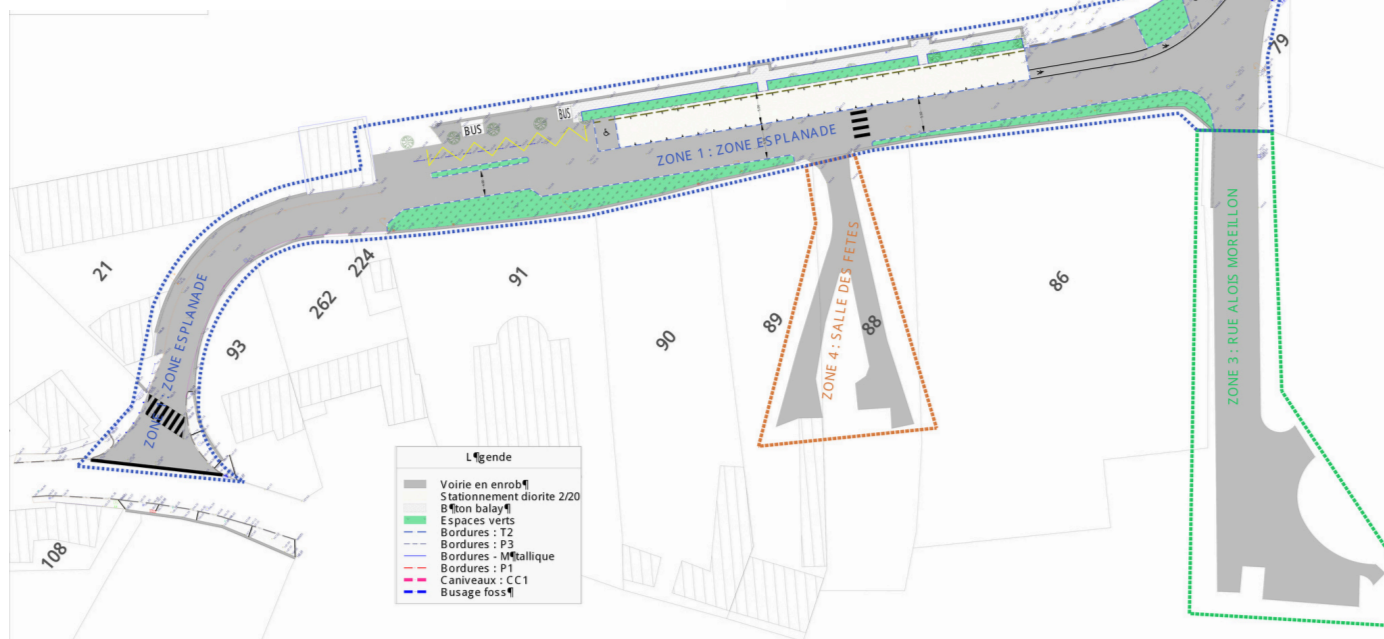 79
BUS
BUS
ZONE 1 : ZONE ESPLANADE
21
ZONE ESPLANADE
ZONE
224
262
93
91
90
89
88
86
ZONE 4 : SALLE DES FETES
ZONE 3 : RUE ALOIS MOREILLON
108
L¶gende
Voirie en enrob¶
Stationnement diorite 2/20
B¶ton balay¶
Espaces verts
Bordures : T2
Bordures : P3
Bordures - M¶tallique
Bordures : P1
Caniveaux : CC1
Busage foss¶